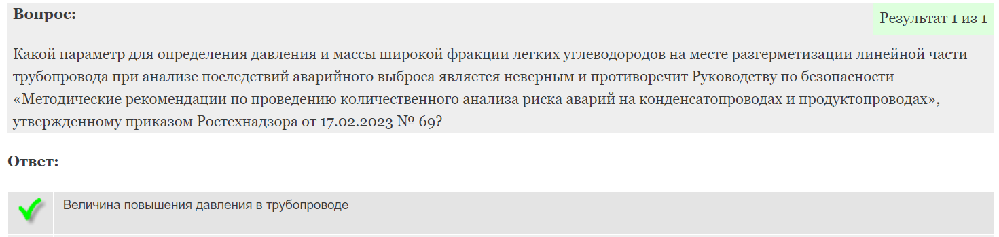 Вопрос:
Результат 1 из 1
Какой параметр для определения давления и массы широкой фракции легких углеводородов на месте разгерметизации линейной части
трубопровода при анализе последствий аварийного выброса является неверным и противоречит Руководству по безопасности
«Методические рекомендации по проведению количественного анализа риска аварий на конденсатопроводах и продуктопроводах»,
утвержденному приказом Ростехнадзора от 17.02.2023 № 69?
Ответ:
Величина повышения давления в трубопроводе